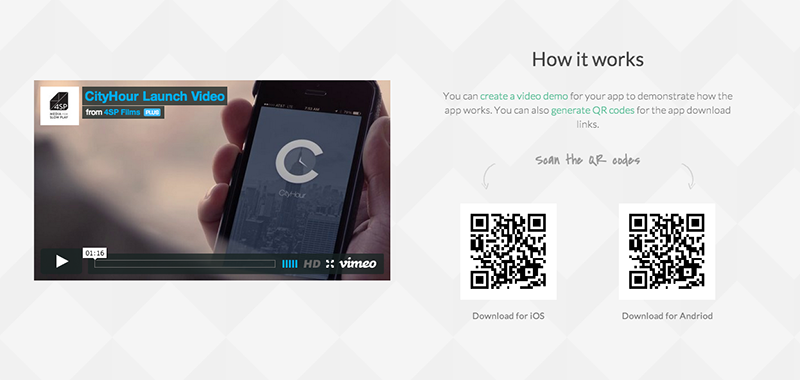 How it works
4SP
MEDIA FOR
SLOW PLAY
CityHour Launch Video
from 4SP Films PLUS
You can create a video demo for your app to demonstrate how the
app works. You can also generate QR codes for the app download
links.
Scan the QR codes
C
CityHour
01:16
HD vimeo
Download for iOS
Download for Andriod